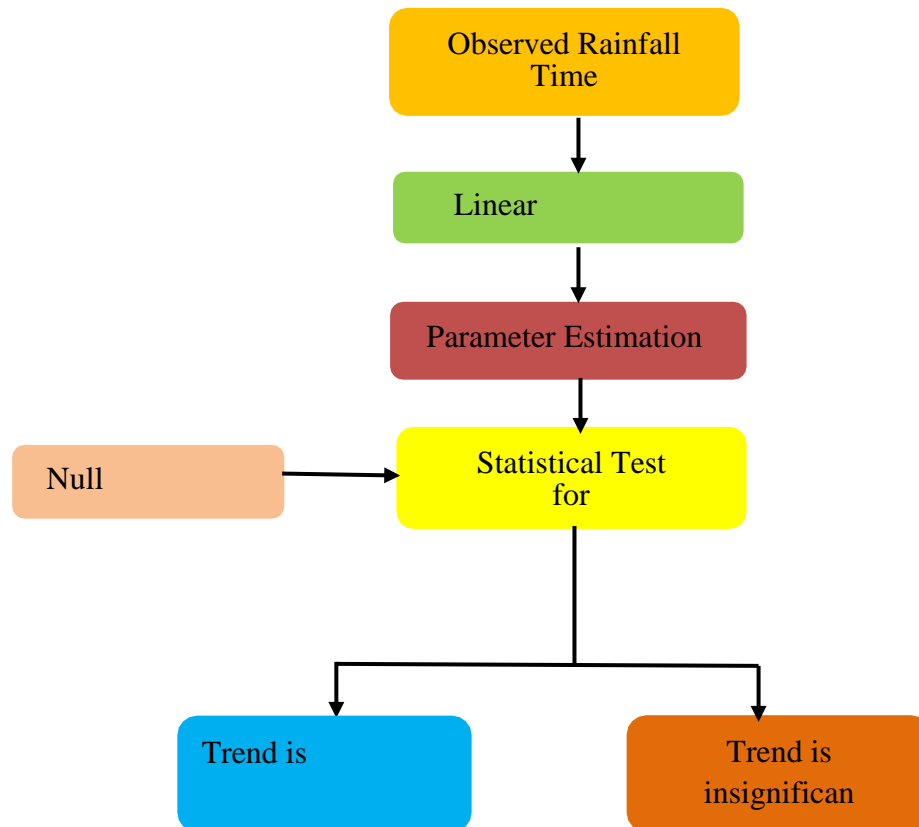 Observed Rainfall
Time
Linear
Parameter Estimation
Null
Statistical Test
for
Trend is
Trend is
insignifican